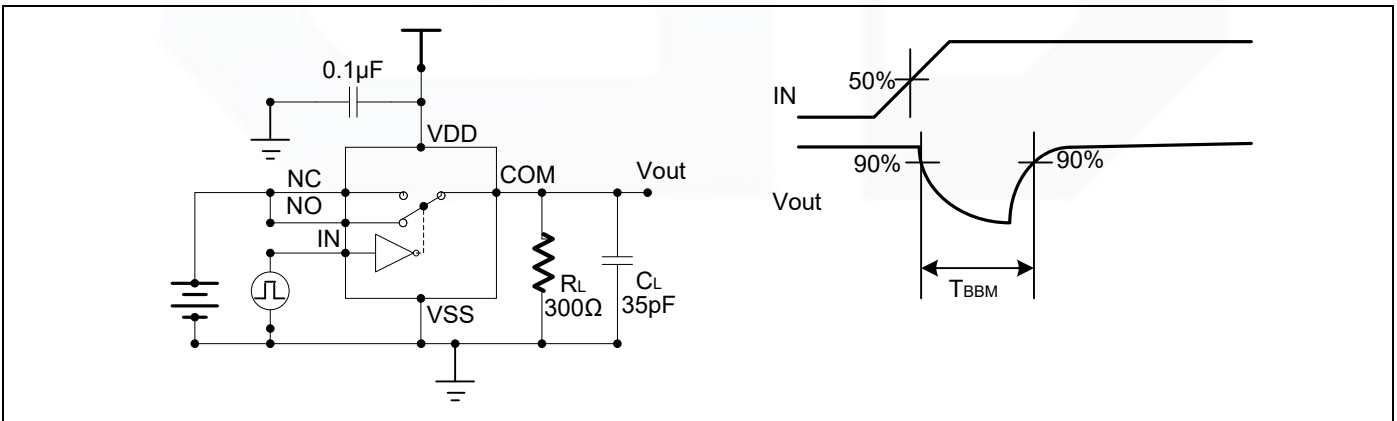 0.1µF
VDD
NC
NO
IN
COM
Vout
RL
300Ω
CL
35pF
VSS
IN
50%
Vout
90%
90%
TBBM